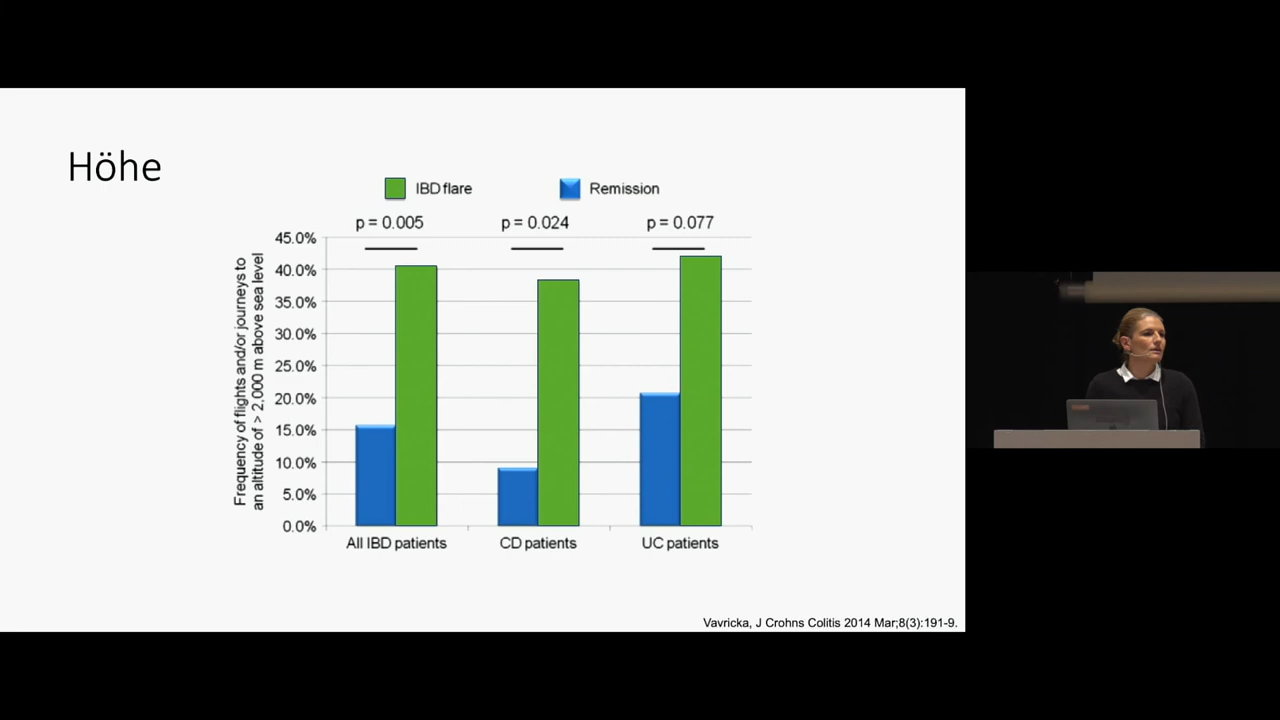 Höhe
IBD flare
Remission
p = 0.005
p = 0.024
p = 0.077
Frequency of flights and/or journeys to
an altitude of > 2,000 m above sea level
45.0%
40.0%
35.0%
30.0%
25.0%
20.0%
15.0%
10.0%
5.0%
0.0%
All IBD patients
CD patients
UC patients
Vavricka, J Crohns Colitis 2014 Mar;8(3):191-9.